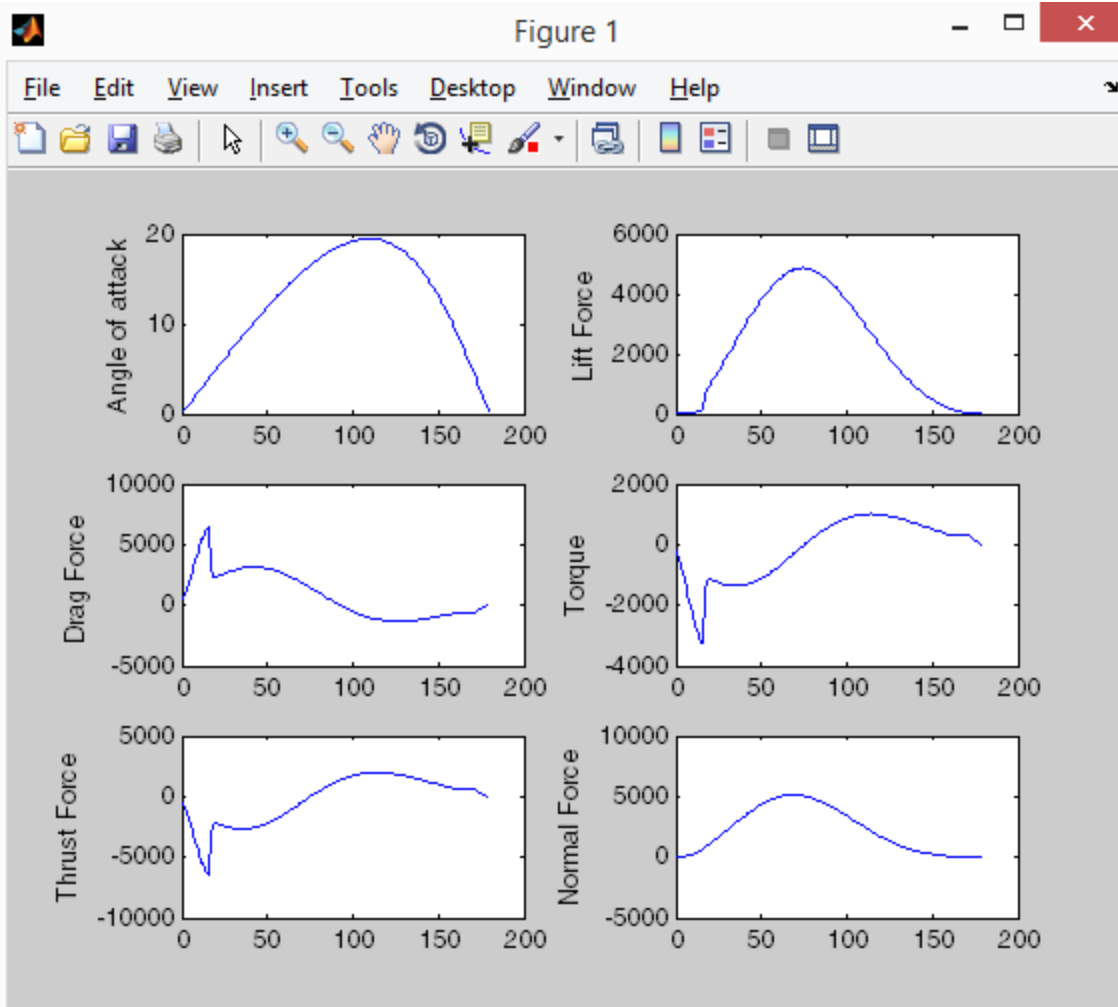 Figure 1
File Edit View Insert Tools Desktop Window Help
Angle of attack
20
10
0
0 50 100 150 200
Lift Force
6000
4000
2000
0
0 50 100 150 200
Drag Force
10000
5000
0
-5000
0 50 100 150 200
Torque
2000
0
-2000
-4000
0 50 100 150 200
Thrust Force
5000
0
-5000
-10000
0 50 100 150 200
Normal Force
10000
5000
0
-5000
0 50 100 150 200